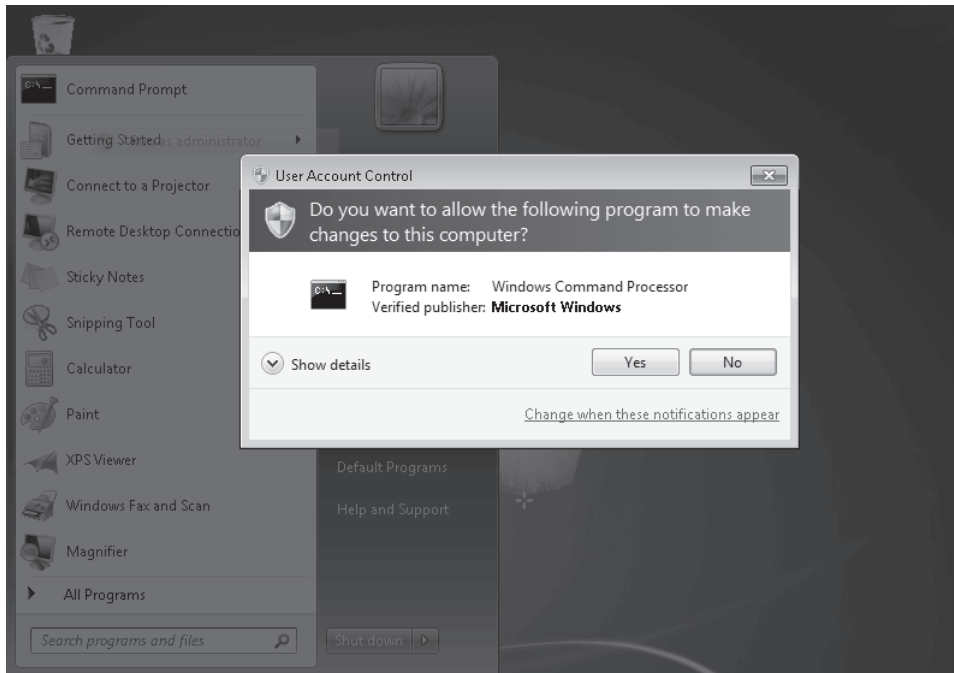 Command Prompt
Getting Started
Run as administrator
Connect to a Projector
Remote Desktop Connectio
Sticky Notes
Snipping Tool
Calculator
Paint
XPS Viewer
Windows Fax and Scan
Magnifier
All Programs
Search programs and files
Default Programs
Help and Support
Shut down
User Account Control
Do you want to allow the following program to make
changes to this computer?
C:\_
Program name: Windows Command Processor
Verified publisher: Microsoft Windows
Show details
Yes No
Change when these notifications appear